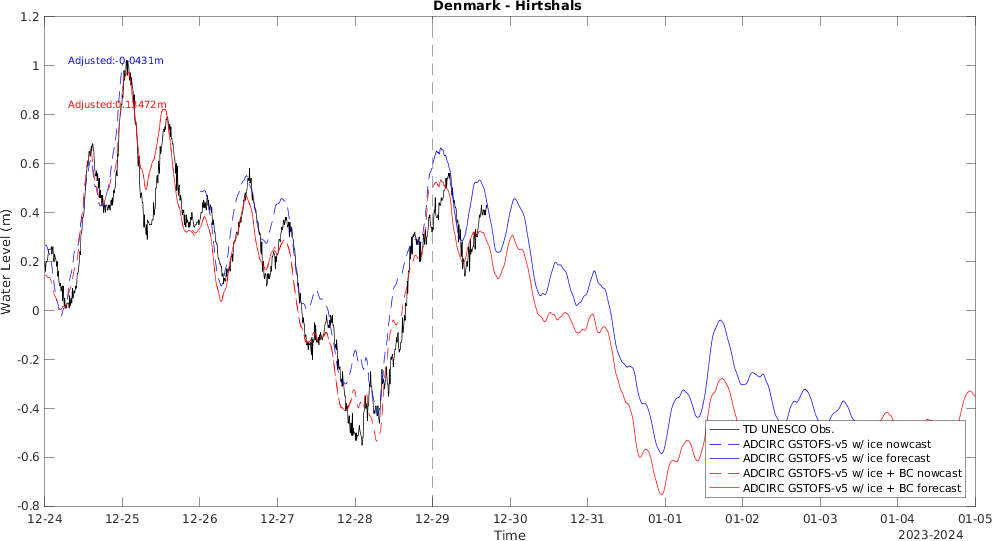 Denmark - Hirtshals
1.2
1
0.8
0.6
0.4
0.2
0
-0.2
-0.4
-0.6
-0.8
Water Level (m)
Adjusted:-0.0431m
Adjusted:0.13472m
TD UNESCO Obs.
ADCIRC GSTOFS-v5 w/ ice nowcast
ADCIRC GSTOFS-v5 w/ ice forecast
ADCIRC GSTOFS-v5 w/ ice + BC nowcast
ADCIRC GSTOFS-v5 w/ ice + BC forecast
12-24 12-25 12-26 12-27 12-28 12-29 12-30 12-31 01-01 01-02 01-03 01-04 01-05
Time
2023-2024